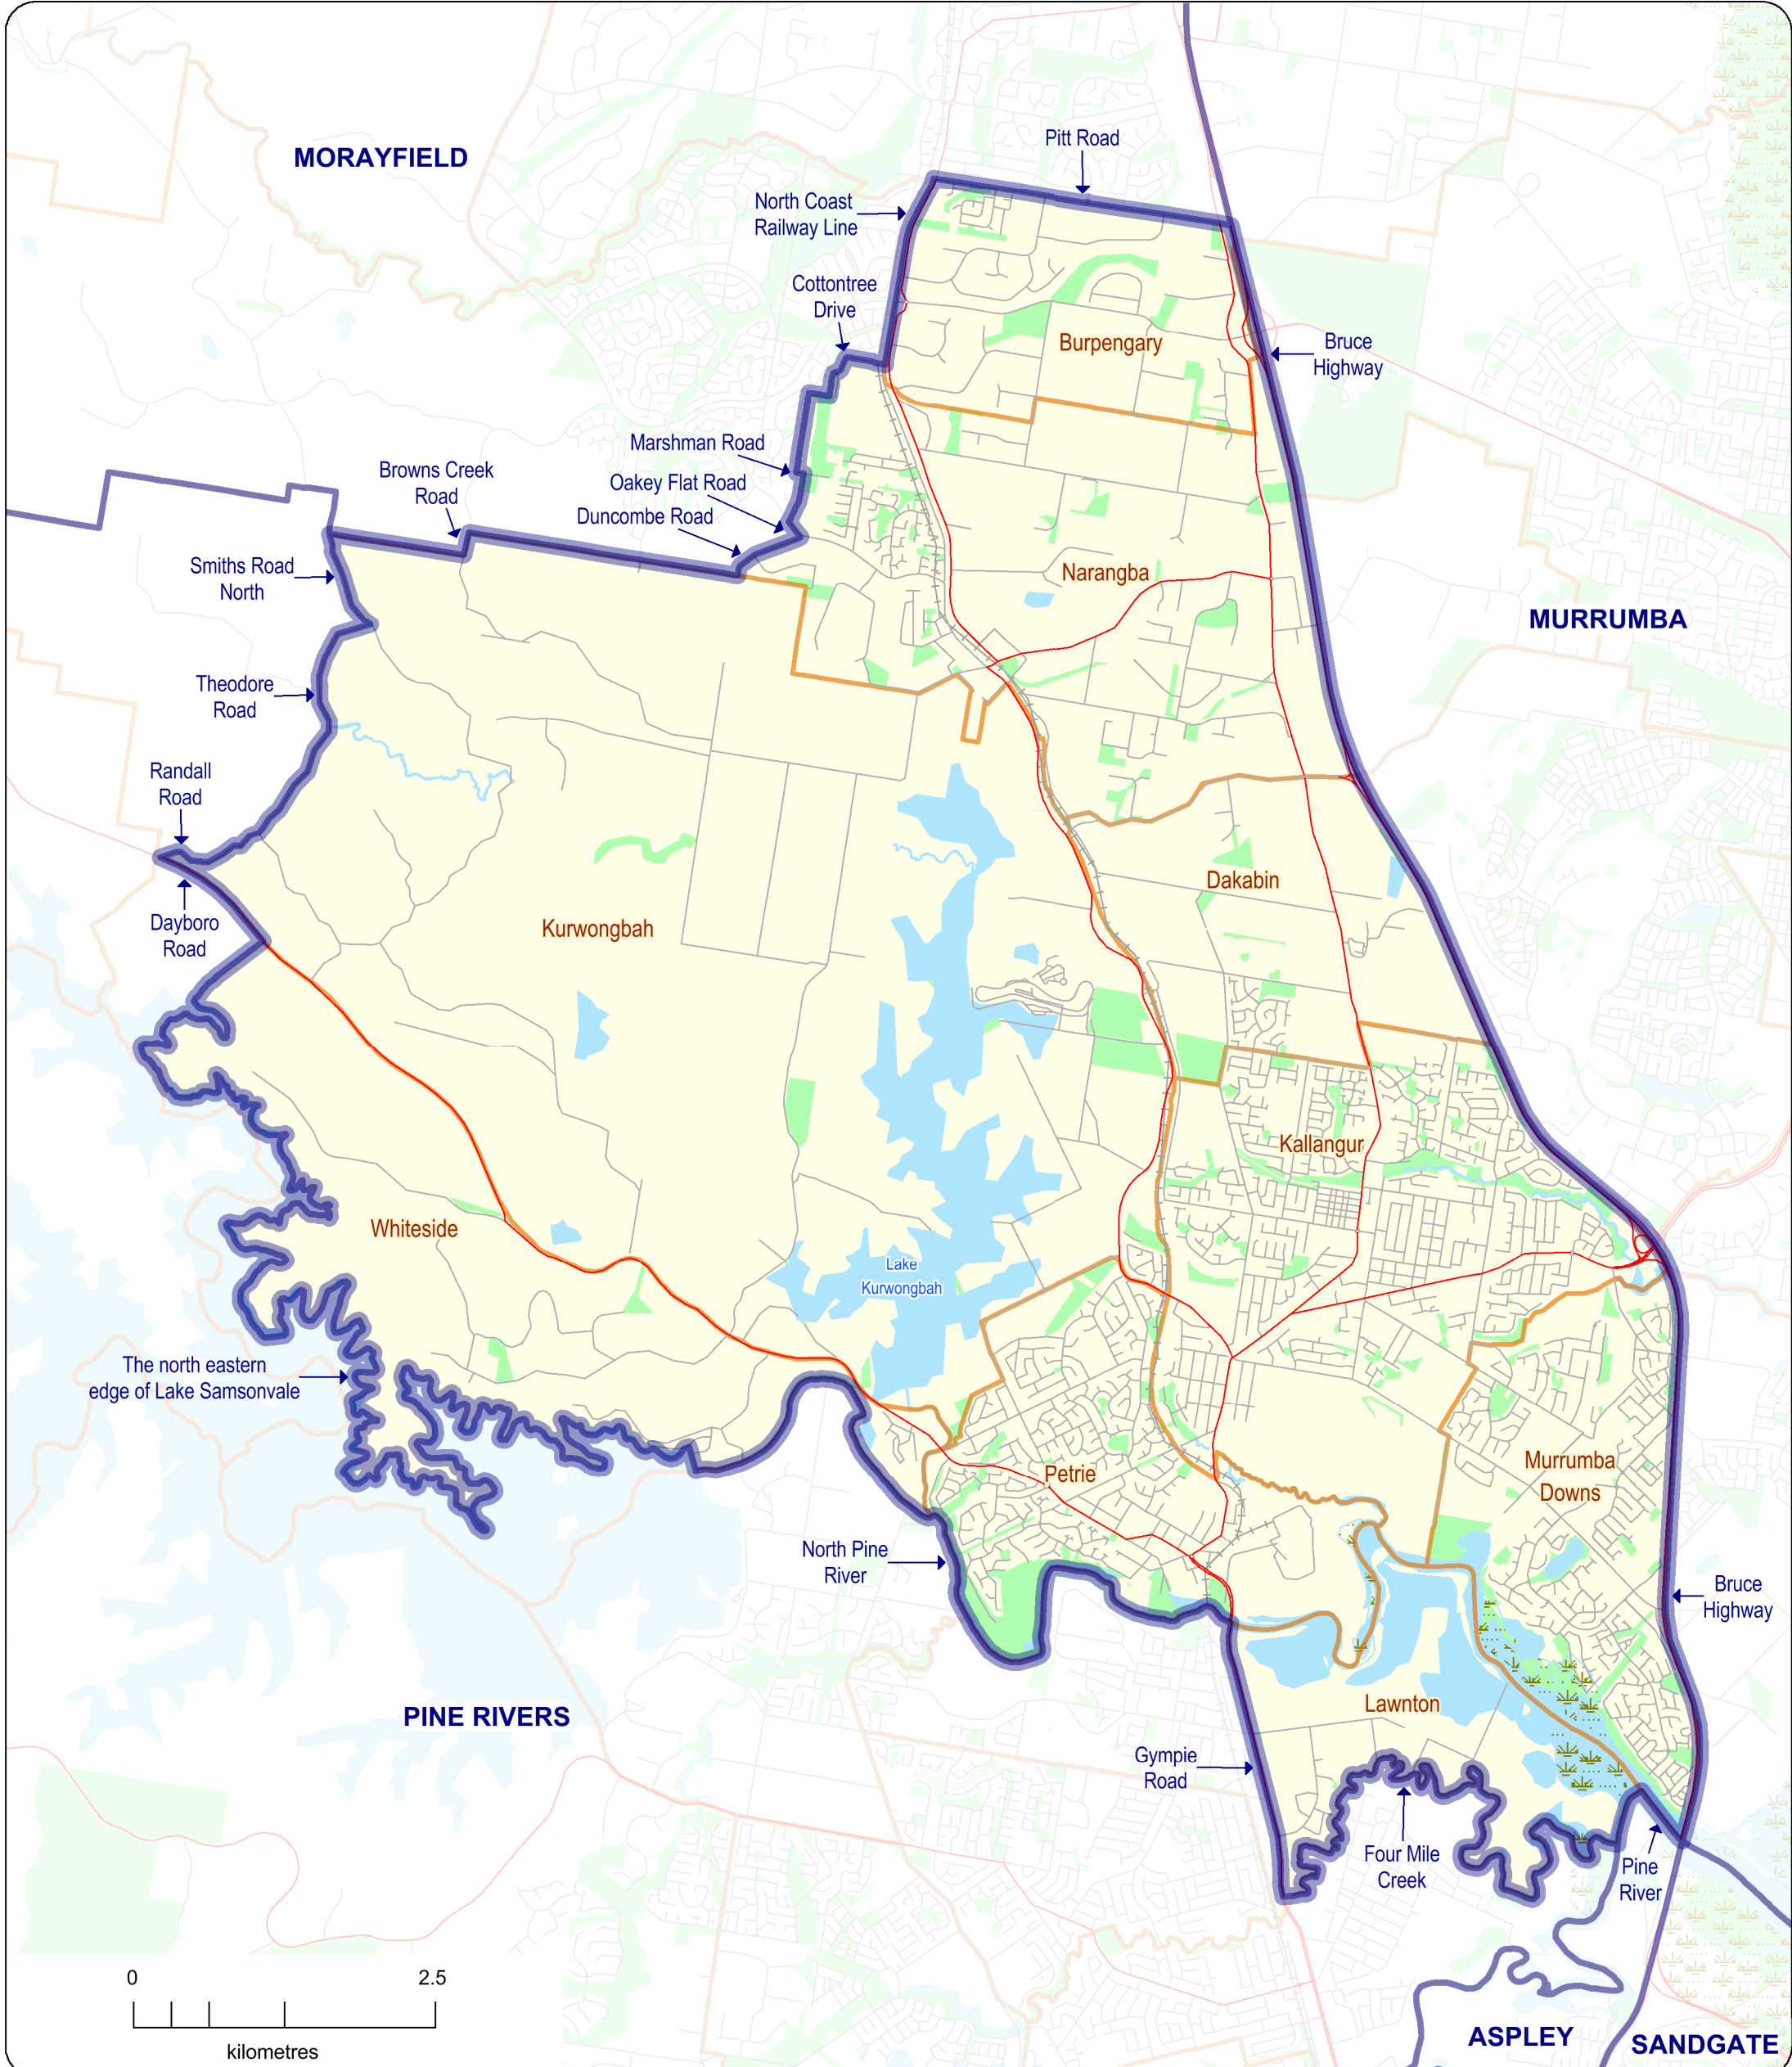 Pitt Road
MORAYFIELD
North Coast
Railway Line
Cottontree
Drive
Burpengary
Bruce
Highway
Marshman Road
Browns Creek
Road
Oakey Flat Road
Duncombe Road
Smiths Road
North
Narangba
MURRUMBA
Theodore
Road
Randall
Road
Dakabin
Dayboro
Road
Kurwongbah
Kallangur
Whiteside
Lake
Kurwongbah
The north eastern
edge of Lake Samsonvale
Petrie
Murrumba
Downs
North Pine
River
Bruce
Highway
PINE RIVERS
Lawnton
Gympie
Road
Four Mile
Creek
Pine
River
0 2.5
kilometres
ASPLEY
SANDGATE